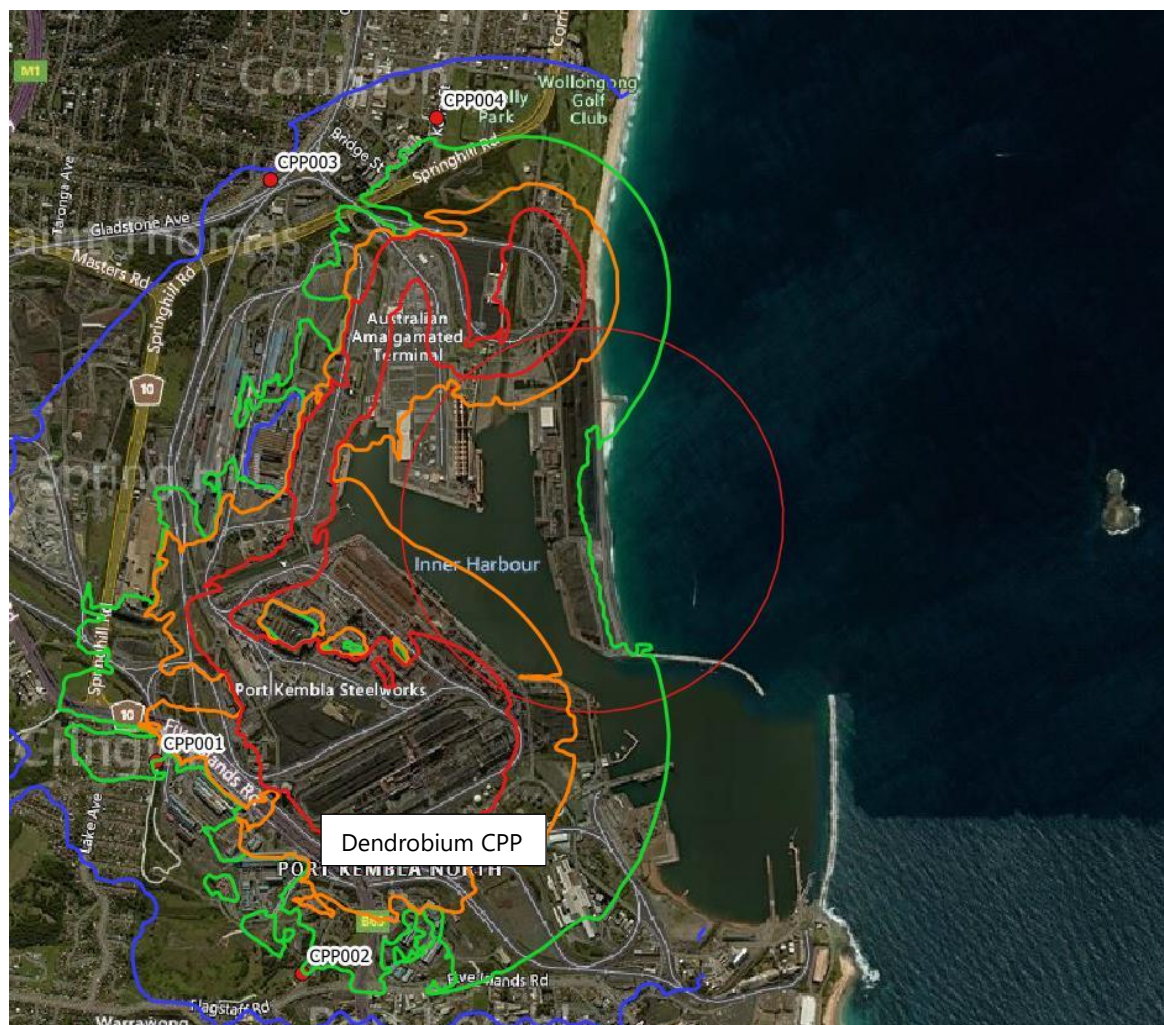 Coniston
M1
CPP004
Wollongong
Golf
Club
Park
Bridge St
CPP003
Springhill Rd
Taronga Ave
Gladstone Ave
Masters Rd
Springhill Rd
Australian
Amalgamated
Terminal
10
Inner Harbour
Springhill Rd
Port Kembla Steelworks
10
CPP001
Lake Ave
Dendrobium CPP
PORT KEMBLA NORTH
CPP002
Five Islands Rd
Flagstaff Rd
Warrawong